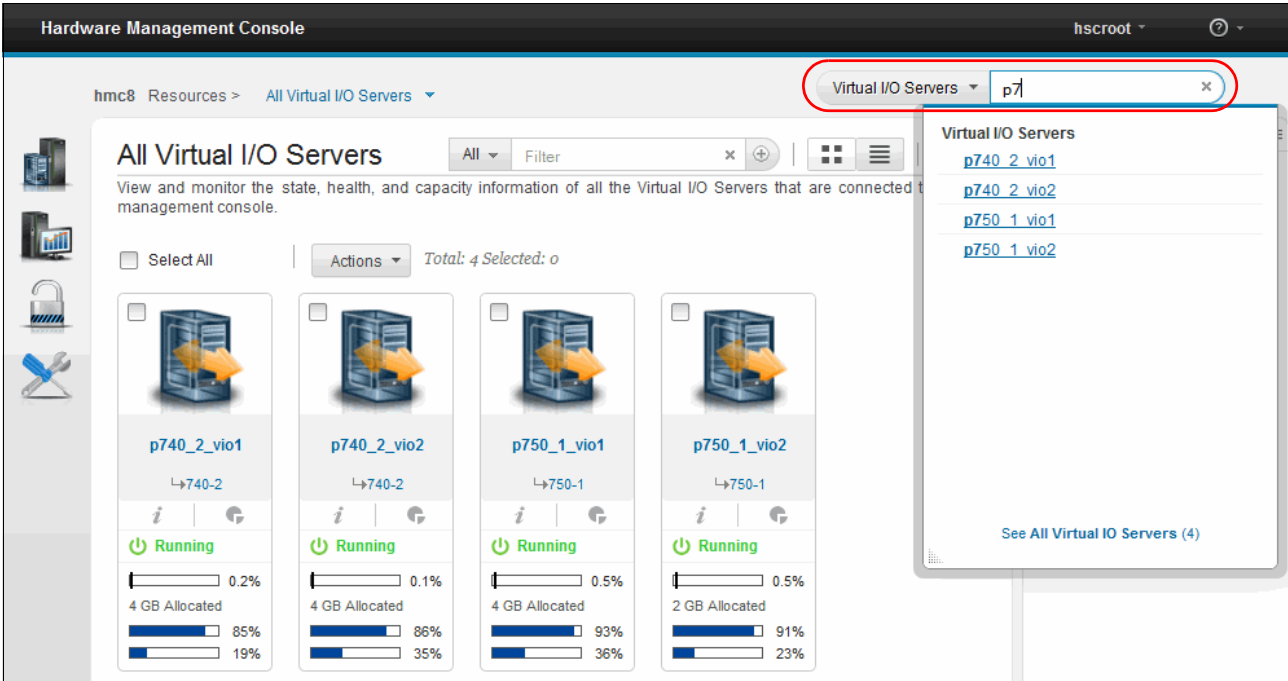 Hardware Management Console
hscroot
?
hmc8 Resources > All Virtual I/O Servers
Virtual I/O Servers
p7
×
Virtual I/O Servers
p740_2_vio1
p740_2_vio2
p750_1_vio1
p750_1_vio2
See All Virtual IO Servers (4)
All Virtual I/O Servers
All
Filter
×
View and monitor the state, health, and capacity information of all the Virtual I/O Servers that are connected t
management console.
Select All
Actions
Total: 4 Selected: 0
p740_2_vio1
740-2
i
Running
0.2%
4 GB Allocated
85%
19%
p740_2_vio2
740-2
i
Running
0.1%
4 GB Allocated
86%
35%
p750_1_vio1
750-1
i
Running
0.5%
4 GB Allocated
93%
36%
p750_1_vio2
750-1
i
Running
0.5%
2 GB Allocated
91%
23%